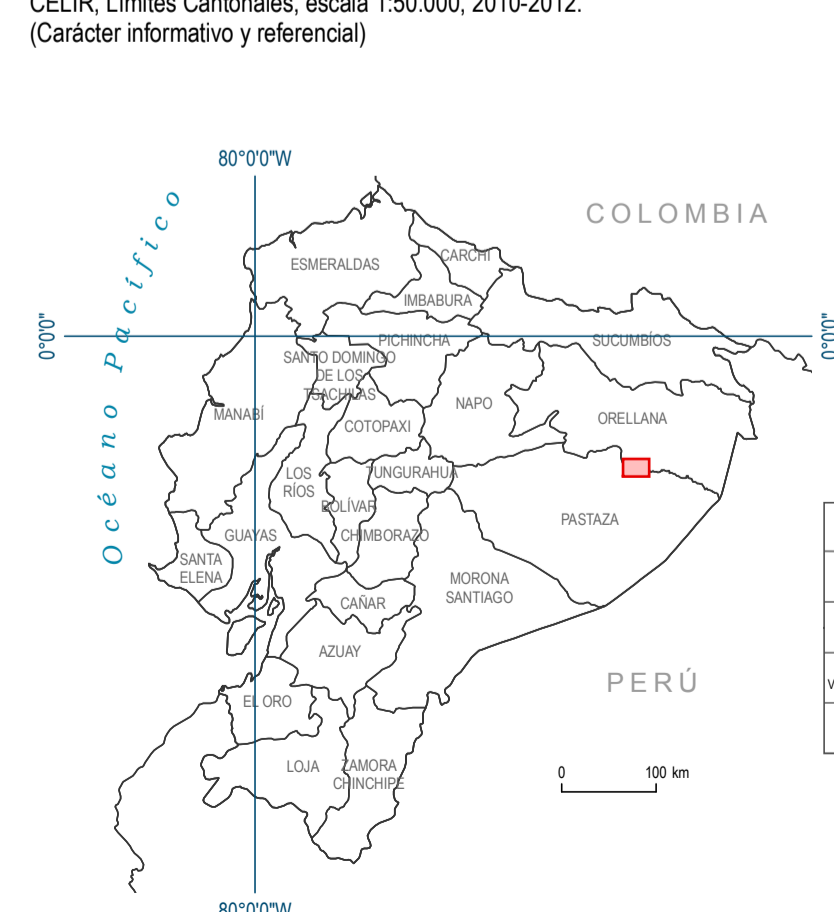 CELIR, Límites Cantonales, escala 1:50.000, 2010-2012.
(Carácter informativo y referencial)
80°0'0"W
COLOMBIA
Océano Pacífico
ESMERALDAS
CARCHI
IMBABURA
0°0'0"
0°0'0"
PICHINCHA
SUCUMBÍOS
SANTO DOMINGO
DE LOS
TSACHILAS
NAPO
MANABÍ
ORELLANA
COTOPAXI
LOS
RÍOS
TUNGURAHUA
BOLÍVAR
PASTAZA
GUAYAS
CHIMBORAZO
SANTA
ELENA
MORONA
SANTIAGO
CAÑAR
AZUAY
PERÚ
EL ORO
LOJA
ZAMORA
CHINCHIPE
0 100 km
80°0'0"W